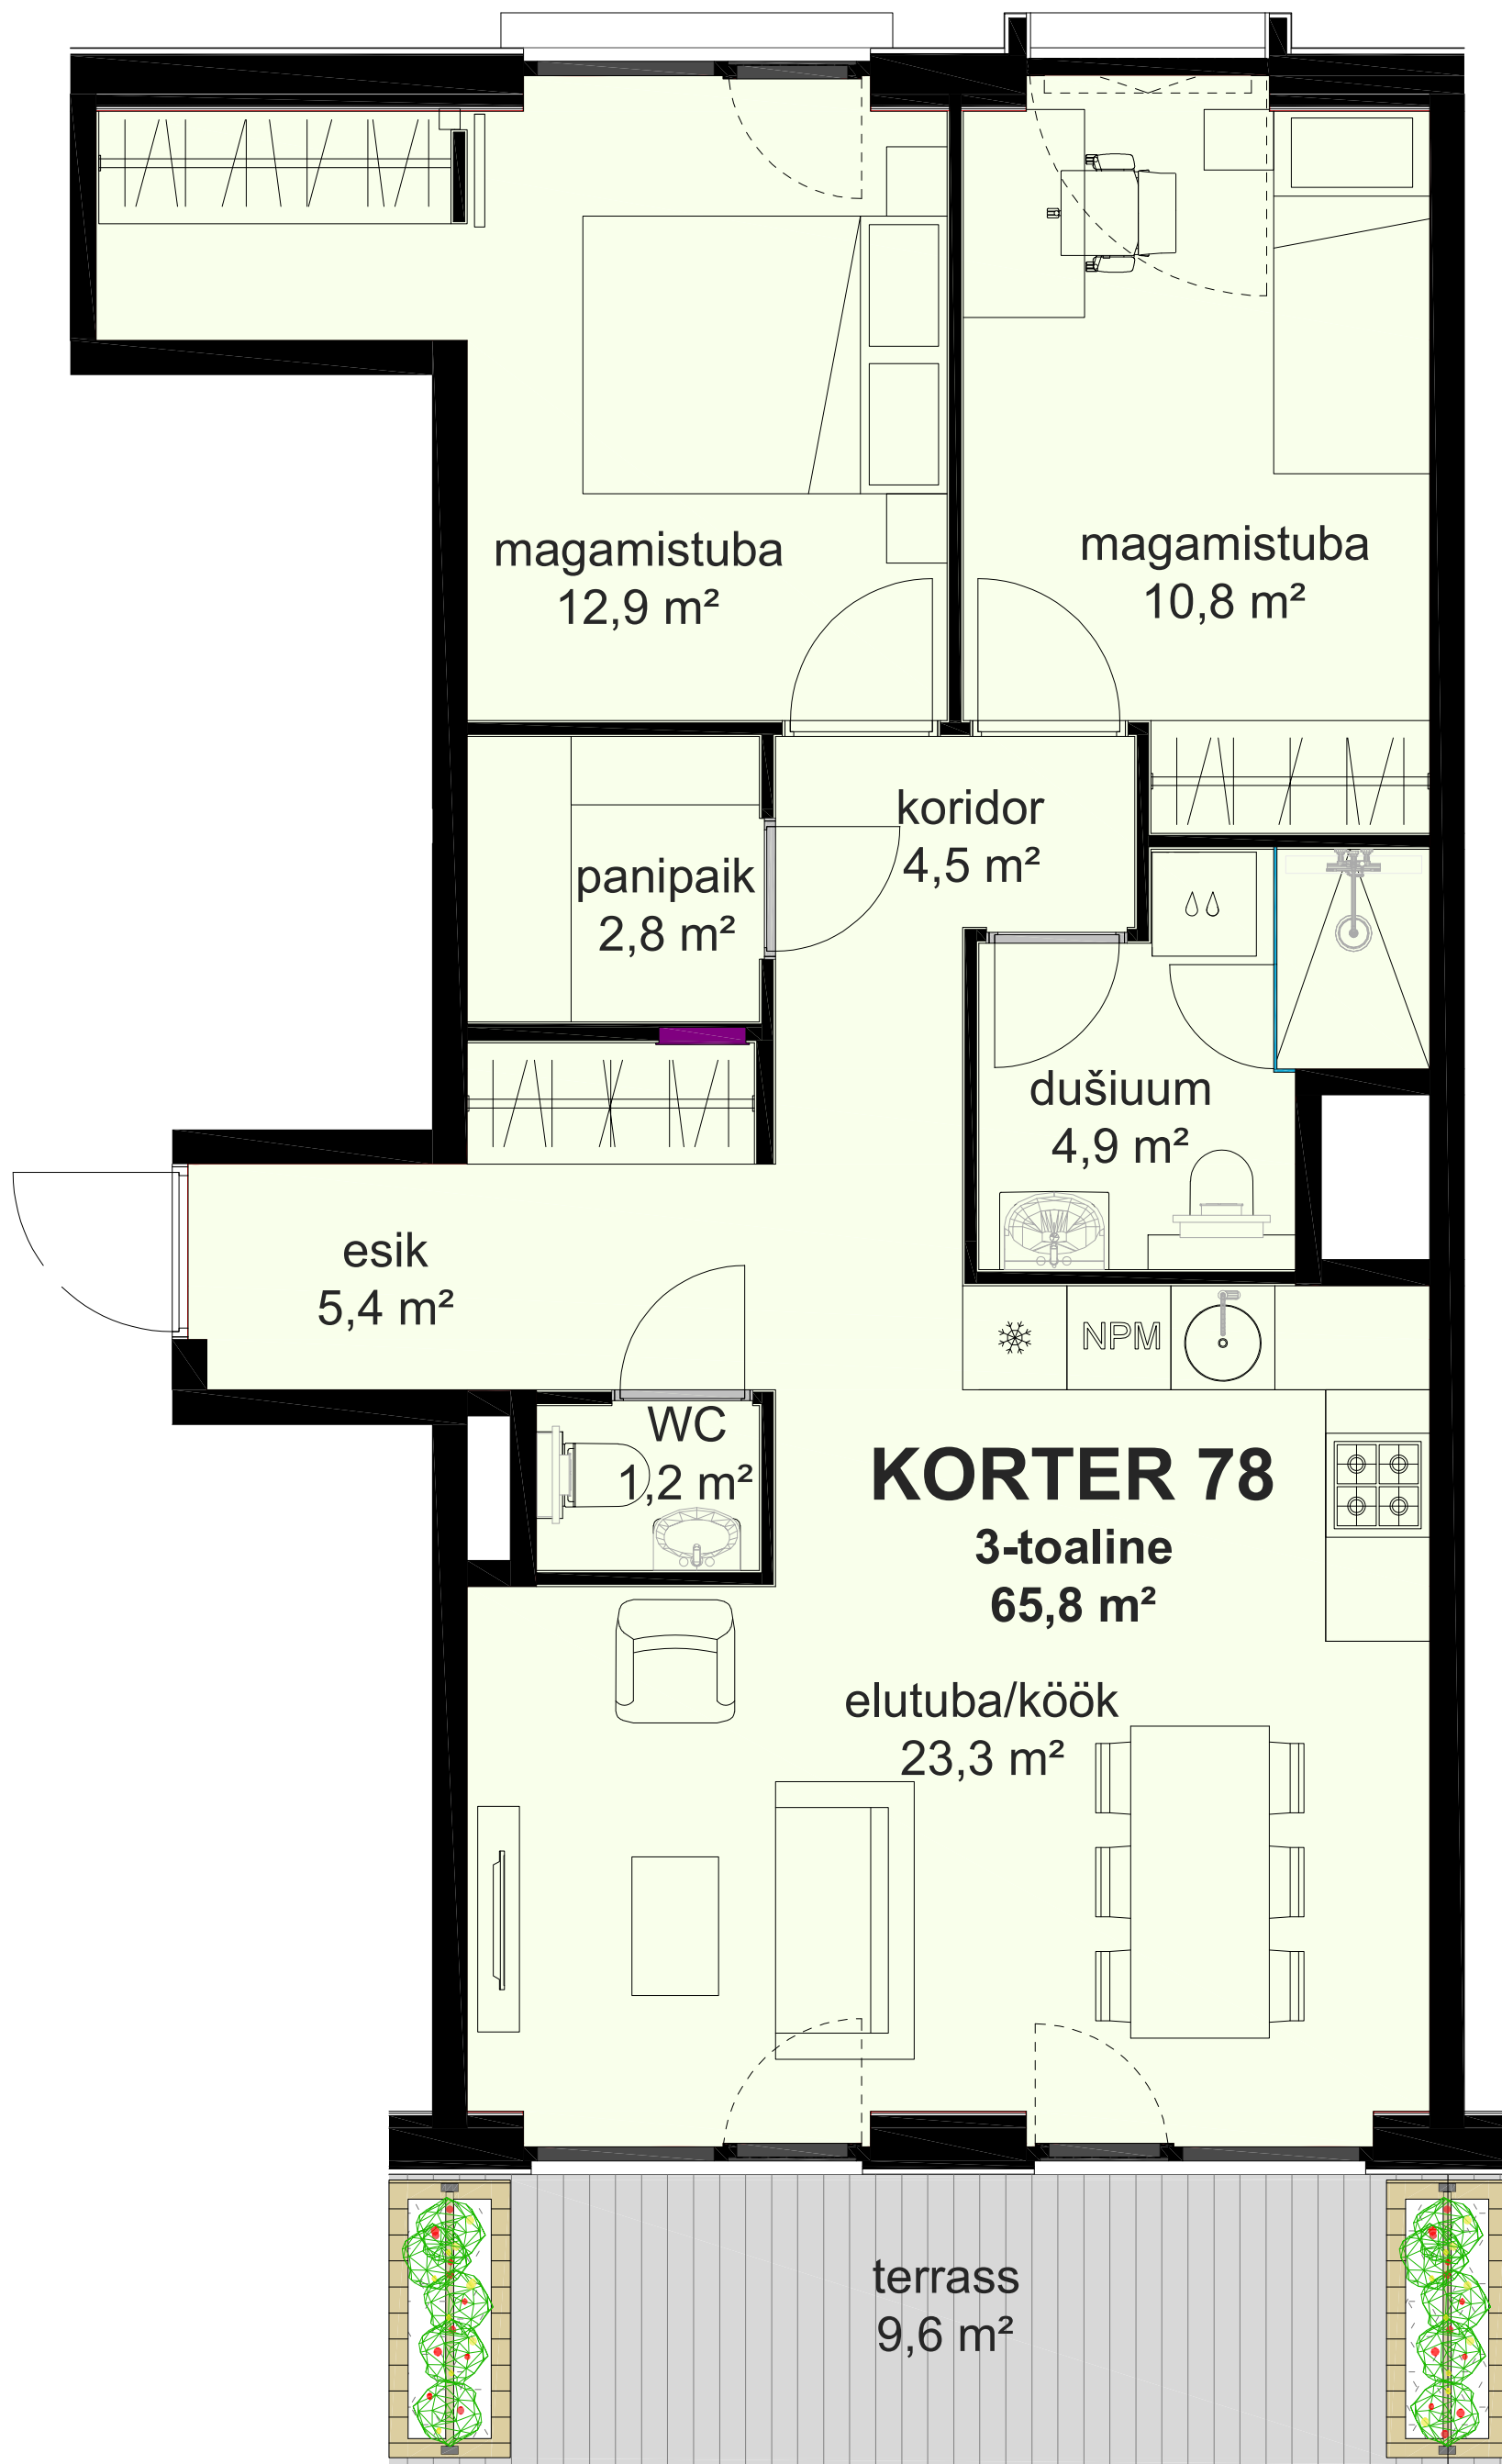 magamistuba
12,9 m²
magamistuba
10,8 m²
koridor
4,5 m²
panipaik
2,8 m²
dušiuum
4,9 m²
esik
5,4 m²
NPM
WC
1,2 m²
KORTER 78
3-toaline
65,8 m²
elutuba/köök
23,3 m²
terrass
9,6 m²